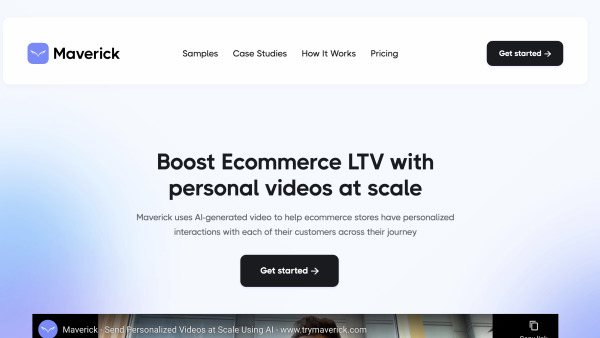 Maverick
Samples
Case Studies
How It Works
Pricing
Get started →
Boost Ecommerce LTV with
personal videos at scale
Maverick uses AI-generated video to help ecommerce stores have personalized
interactions with each of their customers across their journey
Get started →
Maverick - Send Personalized Videos at Scale Using AI - www.trymaverick.com
Copy link